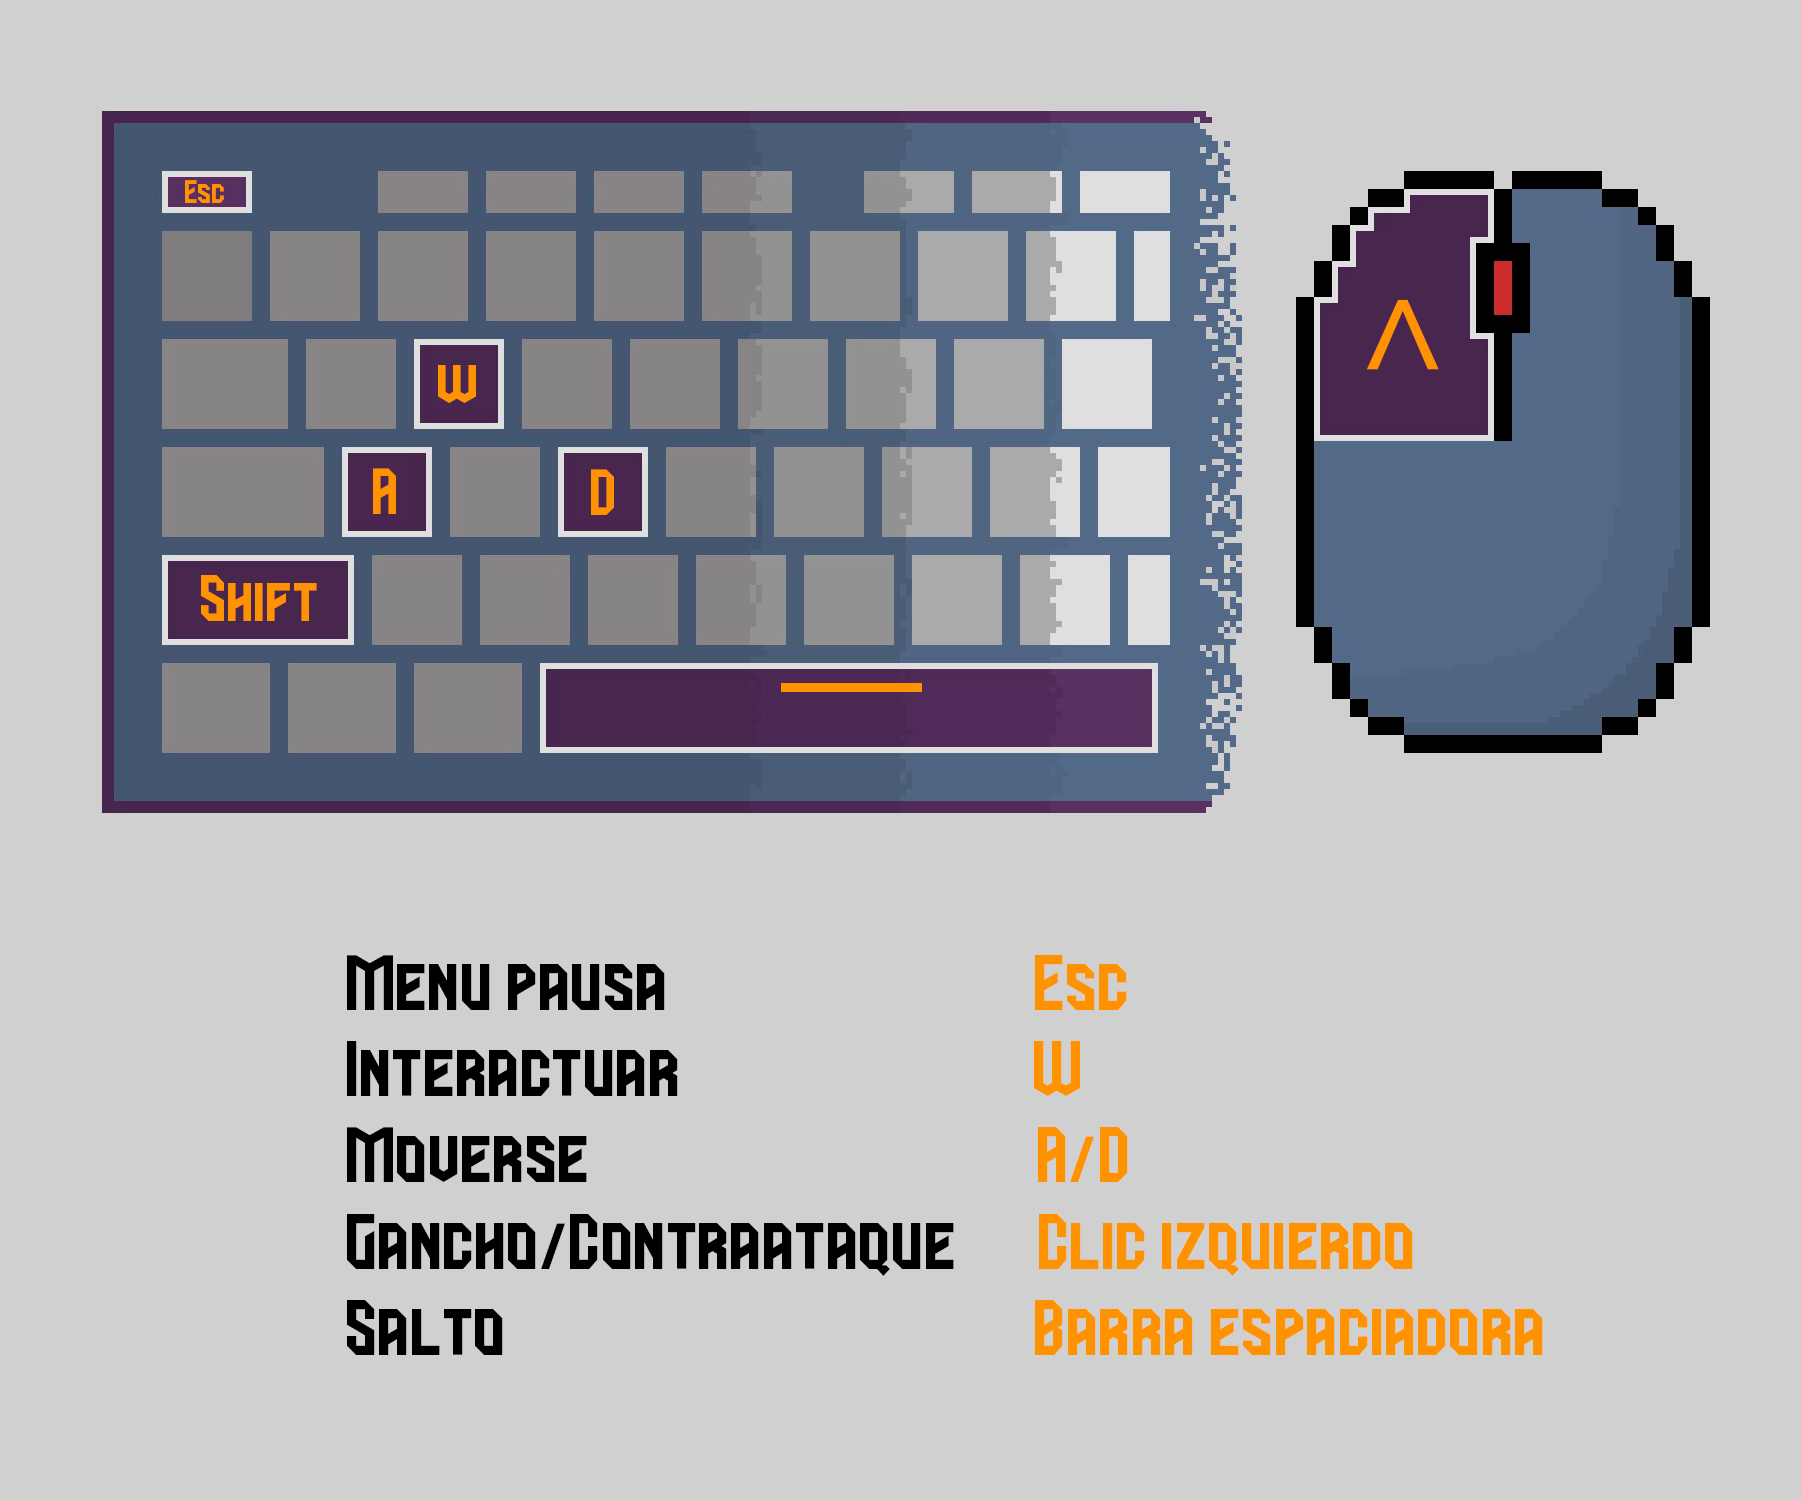 Esc
W
A D
Shift
Menu pausa Esc
Interactuar W
Moverse A/D
Gancho/Contraataque Clic izquierdo
Salto Barra espaciadora